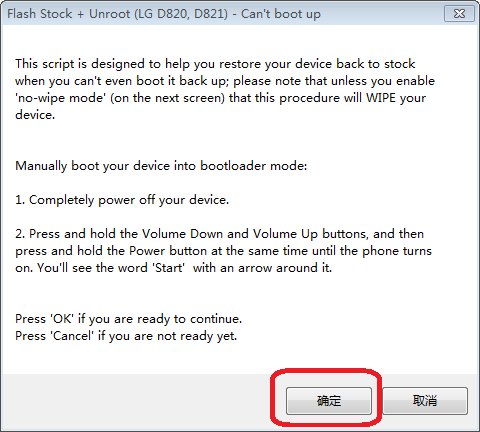 Flash Stock + Unroot (LG D820, D821) - Can't boot up
This script is designed to help you restore your device back to stock
when you can't even boot it back up; please note that unless you enable
'no-wipe mode' (on the next screen) that this procedure will WIPE your
device.
Manually boot your device into bootloader mode:
1. Completely power off your device.
2. Press and hold the Volume Down and Volume Up buttons, and then
press and hold the Power button at the same time until the phone turns
on. You'll see the word 'Start'  with an arrow around it.
Press 'OK' if you are ready to continue.
Press 'Cancel' if you are not ready yet.
确定 取消